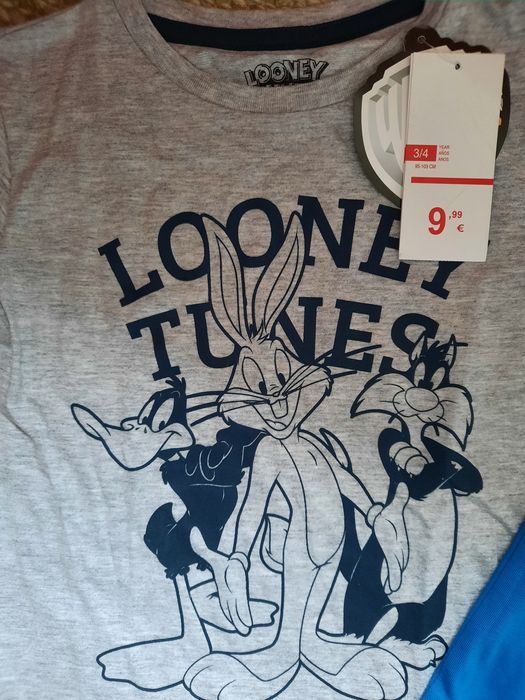 LOONEY
3/4
YEAR
AÑOS
ANOS
95-103 CM
9,99
€
LOONEY
TUNES